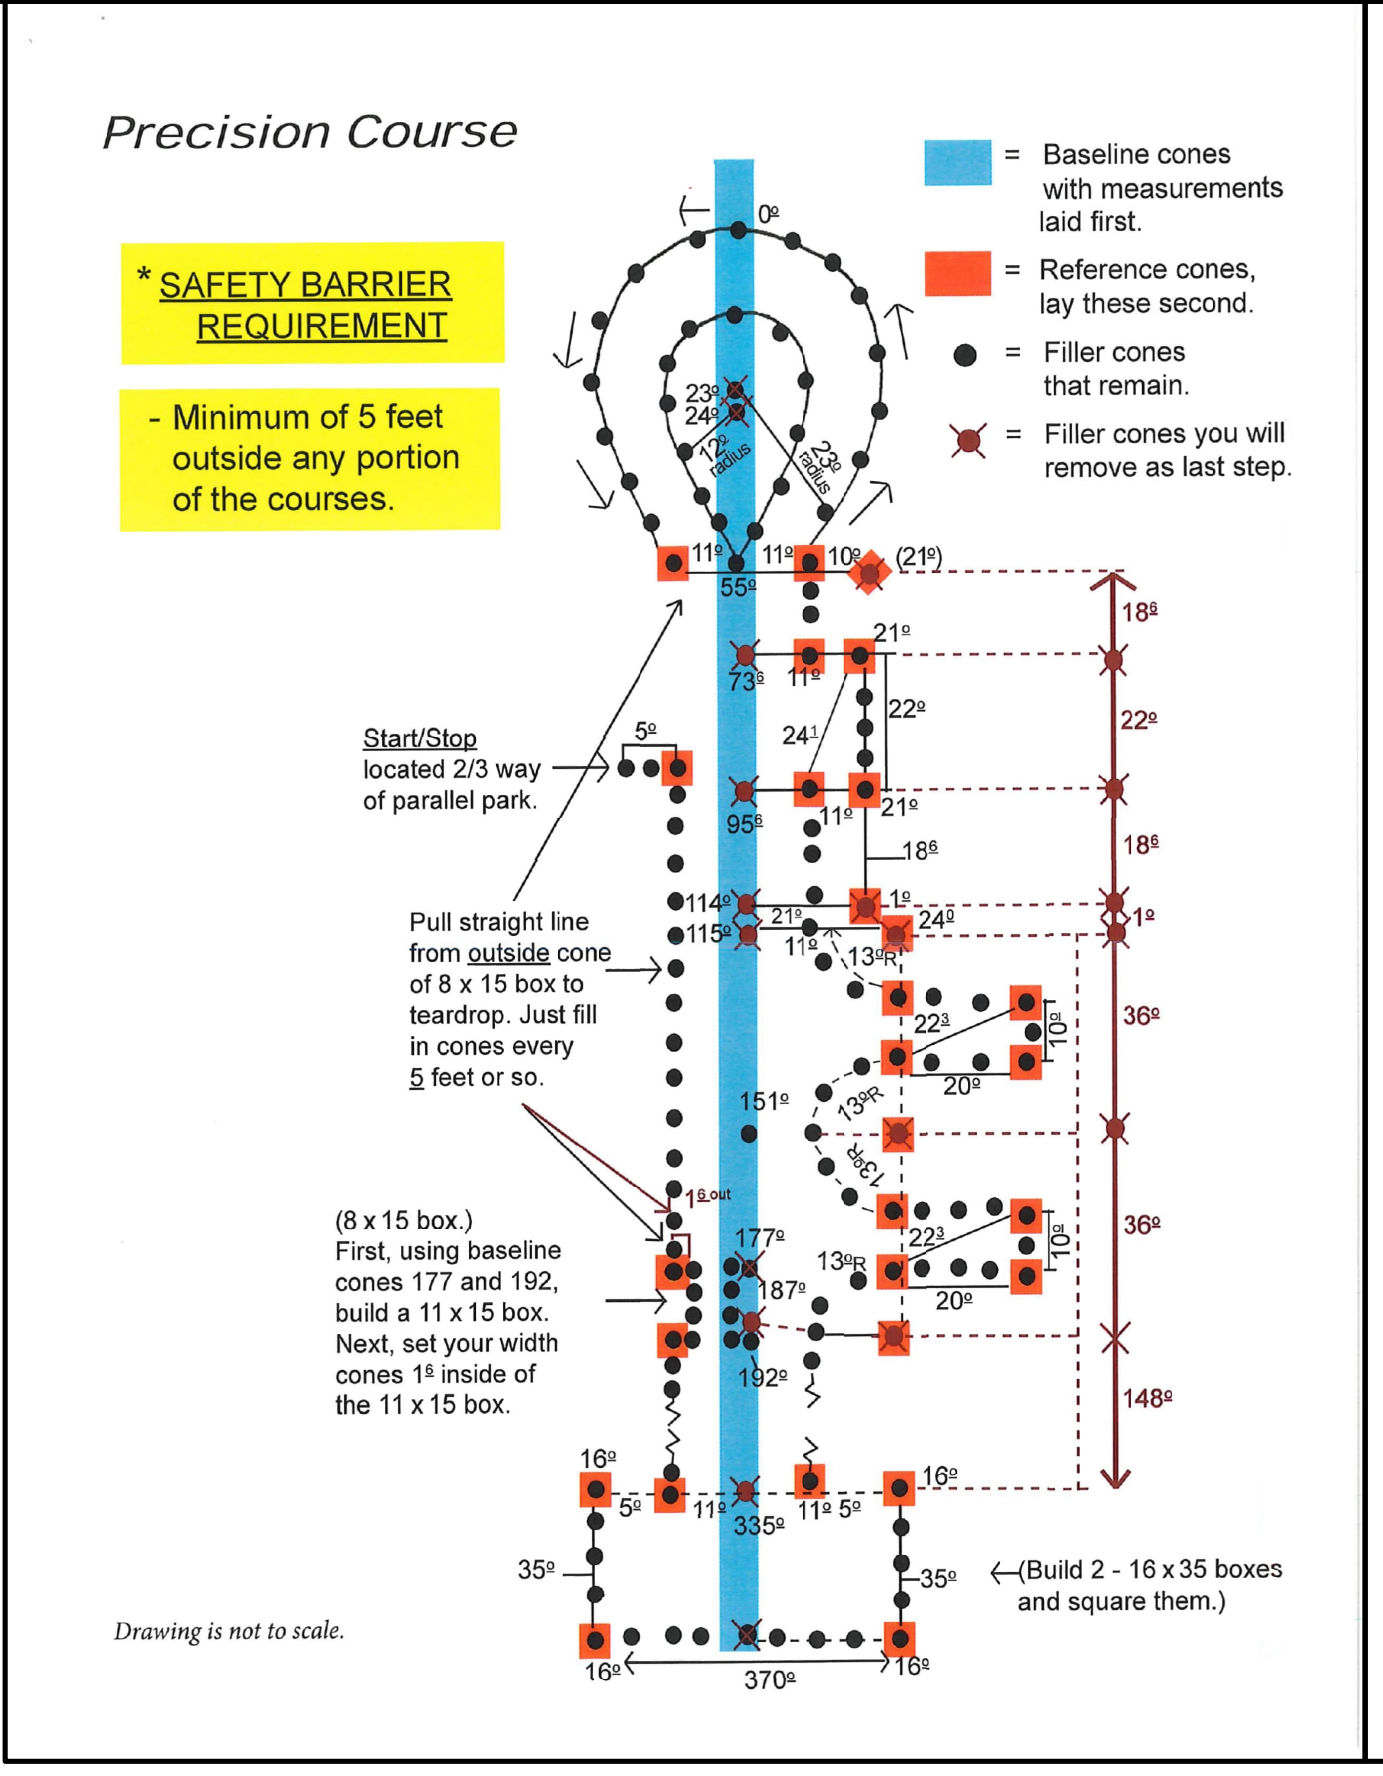 Precision Course
* SAFETY BARRIER
REQUIREMENT
- Minimum of 5 feet
outside any portion
of the courses.
= Baseline cones
with measurements
laid first.
= Reference cones,
lay these second.
= Filler cones
that remain.
= Filler cones you will
remove as last step.
0º
23º
24º
12º
radius
23º
radius
11º
11º
10º
(21º)
55º
18⁶
21º
73⁶
11º
22º
22º
24¹
Start/Stop
located 2/3 way
of parallel park.
5º
95⁶
11º
21º
18⁶
18⁶
114º
21º
1º
24º
1º
115º
11º
13ºR
Pull straight line
from outside cone
of 8 x 15 box to
teardrop. Just fill
in cones every
5 feet or so.
22³
10º
36º
20º
151º
13ºR
13ºR
1⁶ out
(8 x 15 box.)
First, using baseline
cones 177 and 192,
build a 11 x 15 box.
Next, set your width
cones 1⁶ inside of
the 11 x 15 box.
177º
187º
192º
22³
10º
36º
13ºR
20º
148º
16º
16º
5º
11º
335º
11º
5º
35º
35º
(Build 2 - 16 x 35 boxes
and square them.)
Drawing is not to scale.
16º
370º
16º